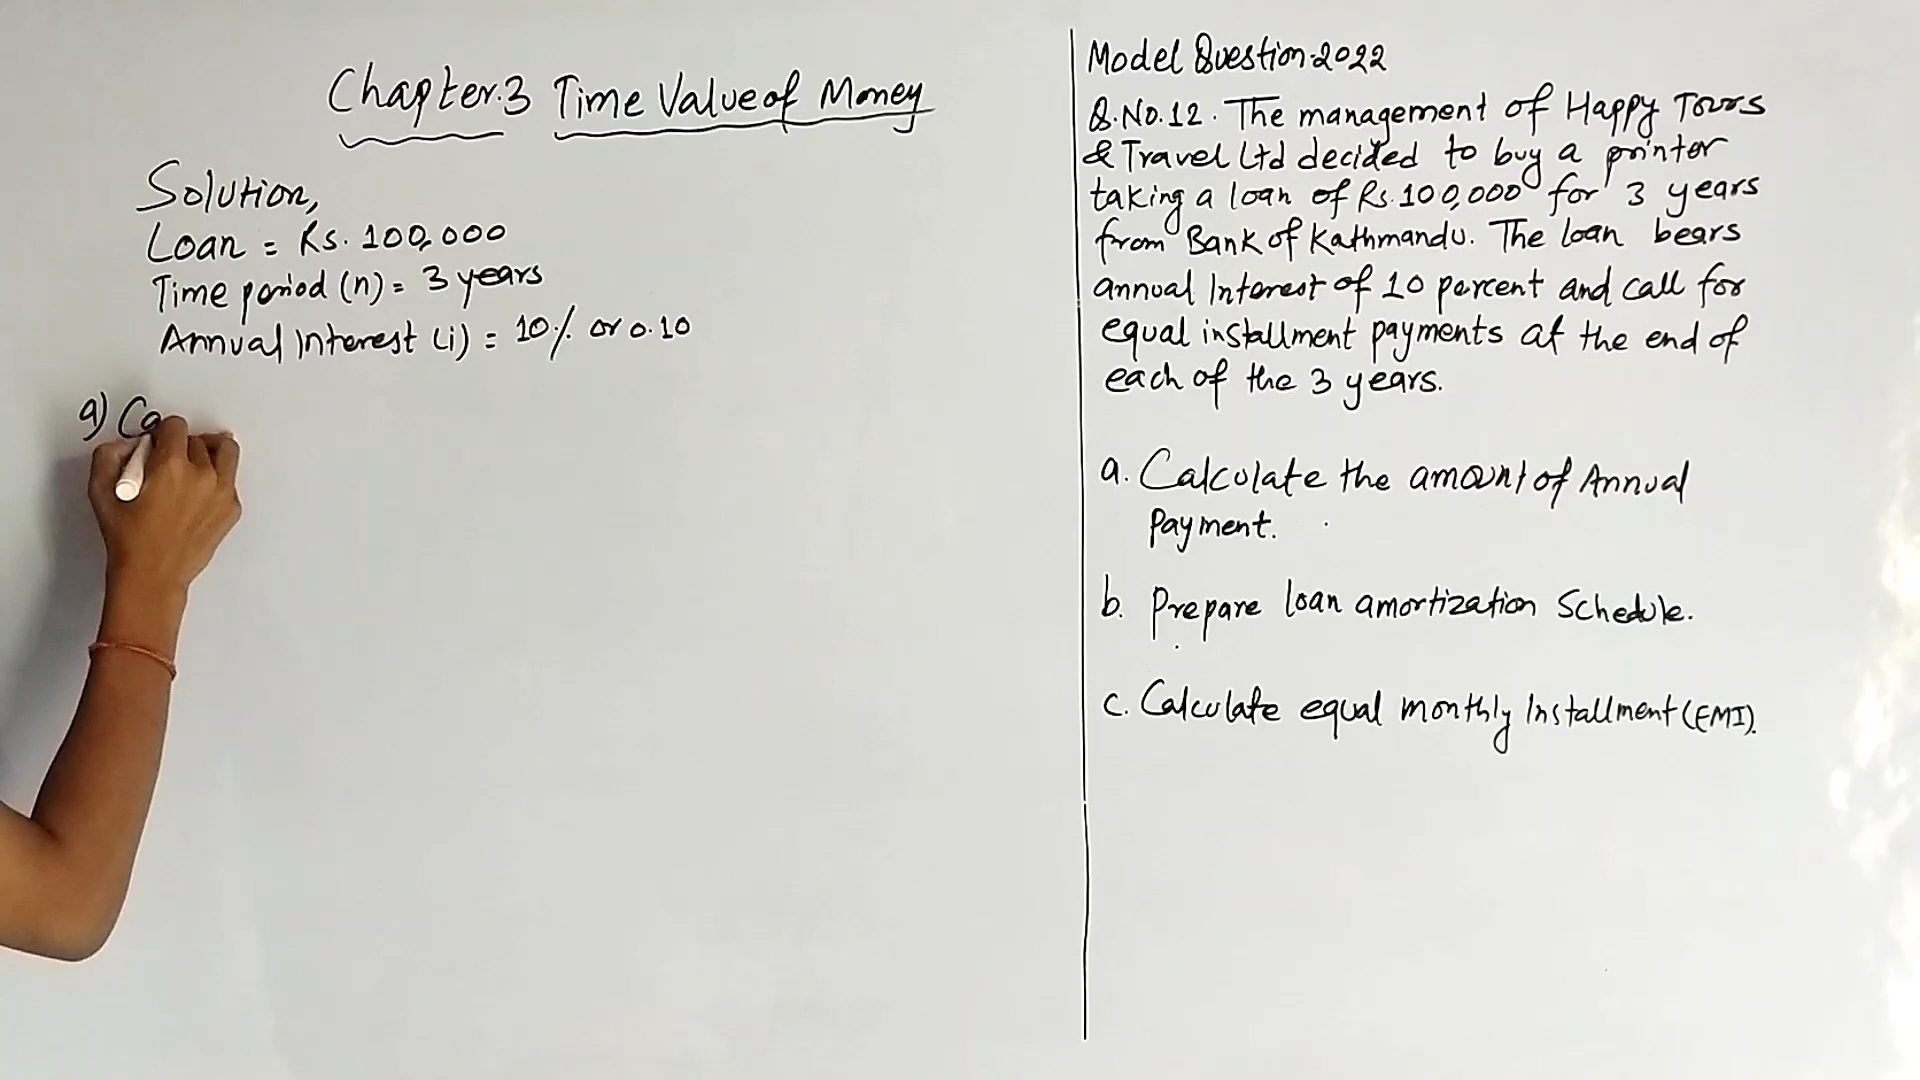 Chapter.3 Time Value of Money
Solution,
Loan = Rs. 100,000
Time period (n) = 3 years
Annual Interest (i) = 10% or 0.10
a) Ca
Model Question-2022
Q.No.12. The management of Happy Tours
& Travel Ltd decided to buy a printer
taking a loan of Rs.100,000 for 3 years
from Bank of Kathmandu. The loan bears
annual Interest of 10 percent and call for
equal installment payments at the end of
each of the 3 years.
a. Calculate the amount of Annual
Payment.
b. Prepare loan amortization Schedule.
c. Calculate equal monthly Installment (EMI).